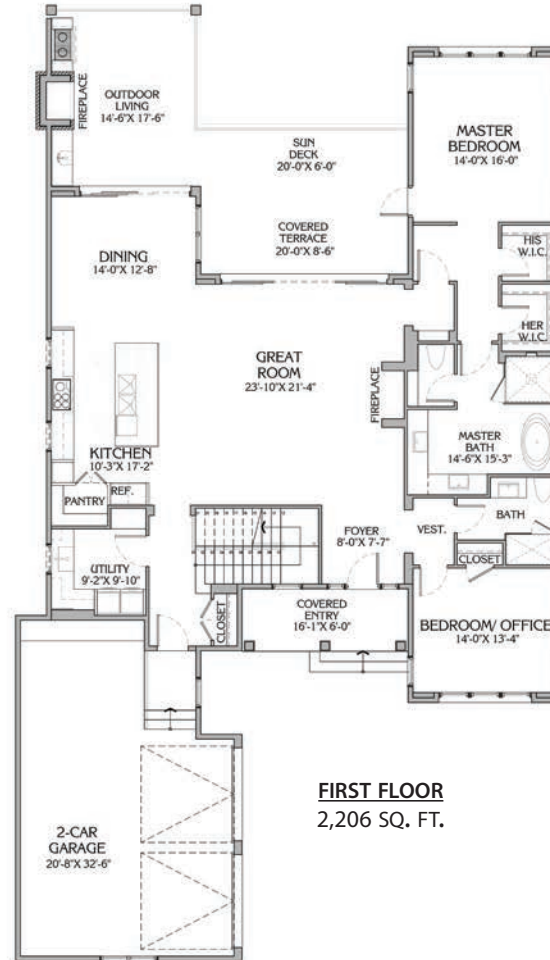 OUTDOOR
LIVING
14'-6"X 17'-6"
FIREPLACE
SUN
DECK
20'-0"X 6'-0"
MASTER
BEDROOM
14'-0"X 16'-0"
COVERED
TERRACE
20'-0"X 8'-6"
HIS
W.I.C.
DINING
14'-0"X 12'-8"
HER
W.I.C.
GREAT
ROOM
23'-10"X 21'-4"
FIREPLACE
MASTER
BATH
14'-6"X 15'-3"
KITCHEN
10'-3"X 17'-2"
PANTRY
REF.
FOYER
8'-0"X 7'-7"
VEST.
BATH
CLOSET
UTILITY
9'-2"X 9'-10"
CLOSET
COVERED
ENTRY
16'-1"X 6'-0"
BEDROOM/ OFFICE
14'-0"X 13'-4"
FIRST FLOOR
2,206 SQ. FT.
2-CAR
GARAGE
20'-8"X 32'-6"